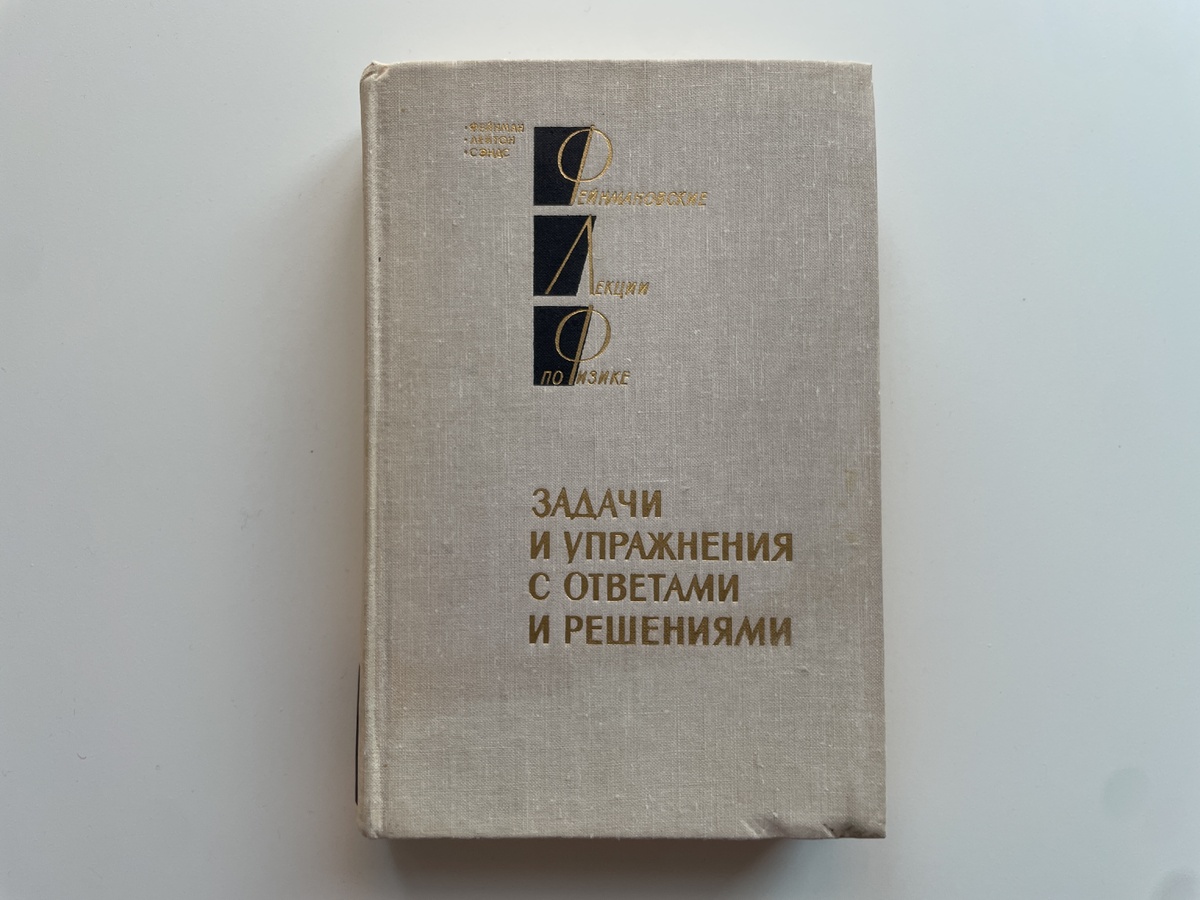 • ФЕЙНМАН
• ЛЕЙТОН
• СЭНДС
ФЕЙНМАНОВСКИЕ
ЛЕКЦИИ
ПО ФИЗИКЕ
ЗАДАЧИ
И УПРАЖНЕНИЯ
С ОТВЕТАМИ
И РЕШЕНИЯМИ